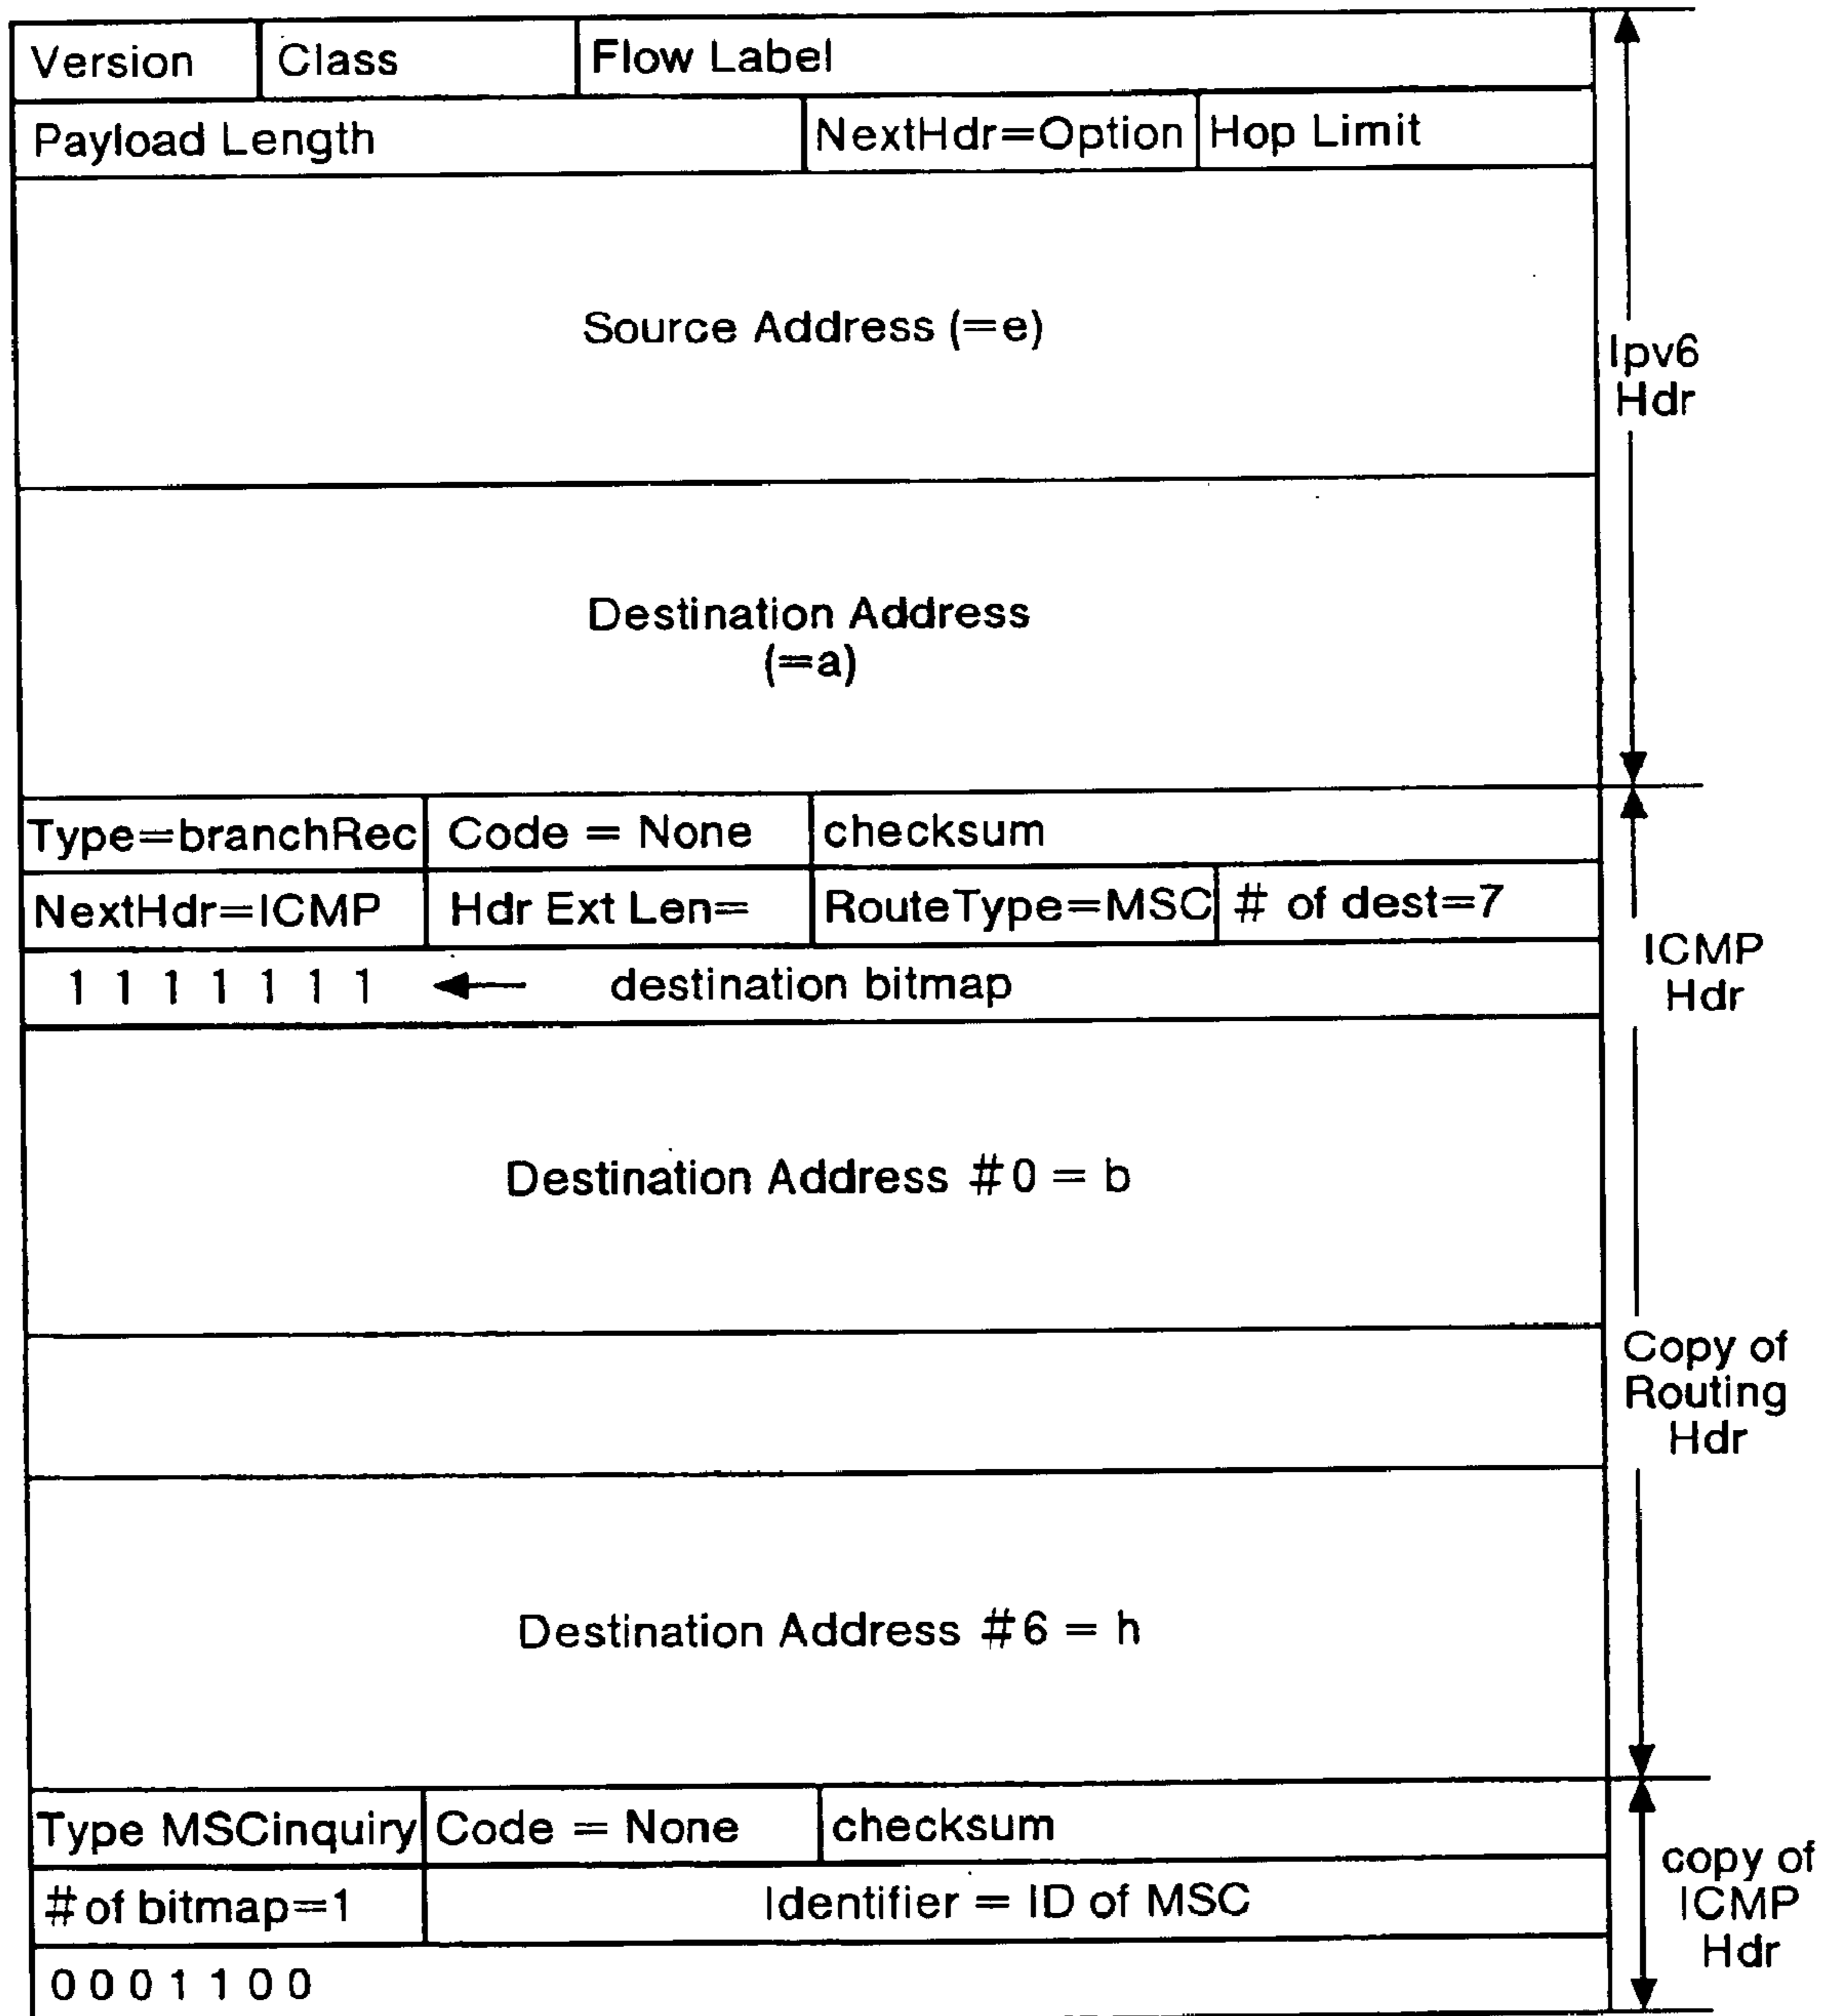 Version Class Flow Label
Payload Length NextHdr=Option Hop Limit
Source Address (=e)
Ipv6
Hdr
Destination Address
(=a)
Type=branchRec Code = None checksum
NextHdr=ICMP Hdr Ext Len= RouteType=MSC # of dest=7
1 1 1 1 1 1 1 ← destination bitmap
ICMP
Hdr
Destination Address #0 = b
Copy of
Routing
Hdr
Destination Address #6 = h
Type MSCinquiry Code = None checksum
# of bitmap=1 Identifier = ID of MSC
0 0 0 1 1 0 0
copy of
ICMP
Hdr